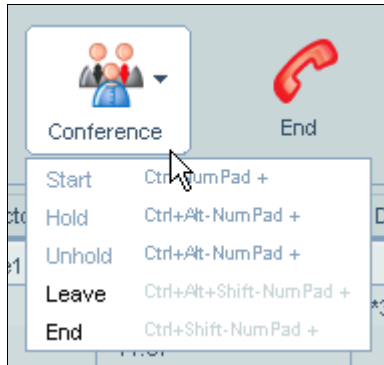 Conference
End
Start Ctrl-NumPad +
Hold Ctrl+Alt-NumPad +
Unhold Ctrl+Alt-NumPad +
Leave Ctrl+Alt+Shift-NumPad +
End Ctrl+Shift-NumPad +